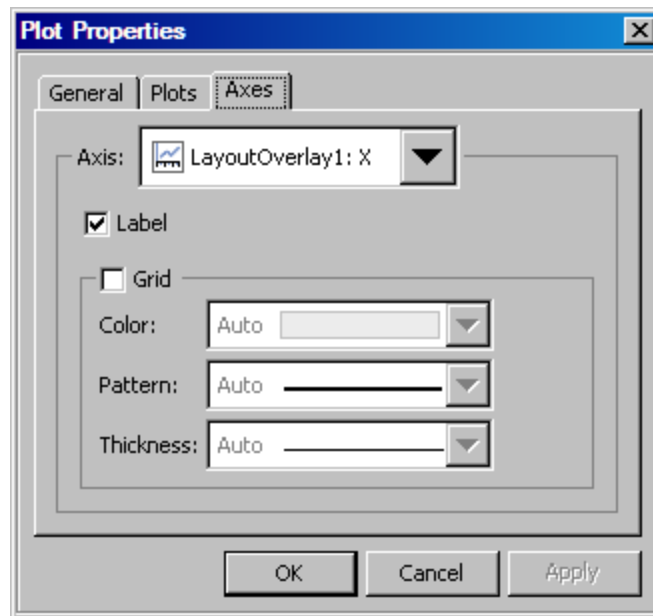 Plot Properties
General Plots Axes
Axis: LayoutOverlay1: X
Label
Grid
Color: Auto
Pattern: Auto
Thickness: Auto
OK Cancel Apply